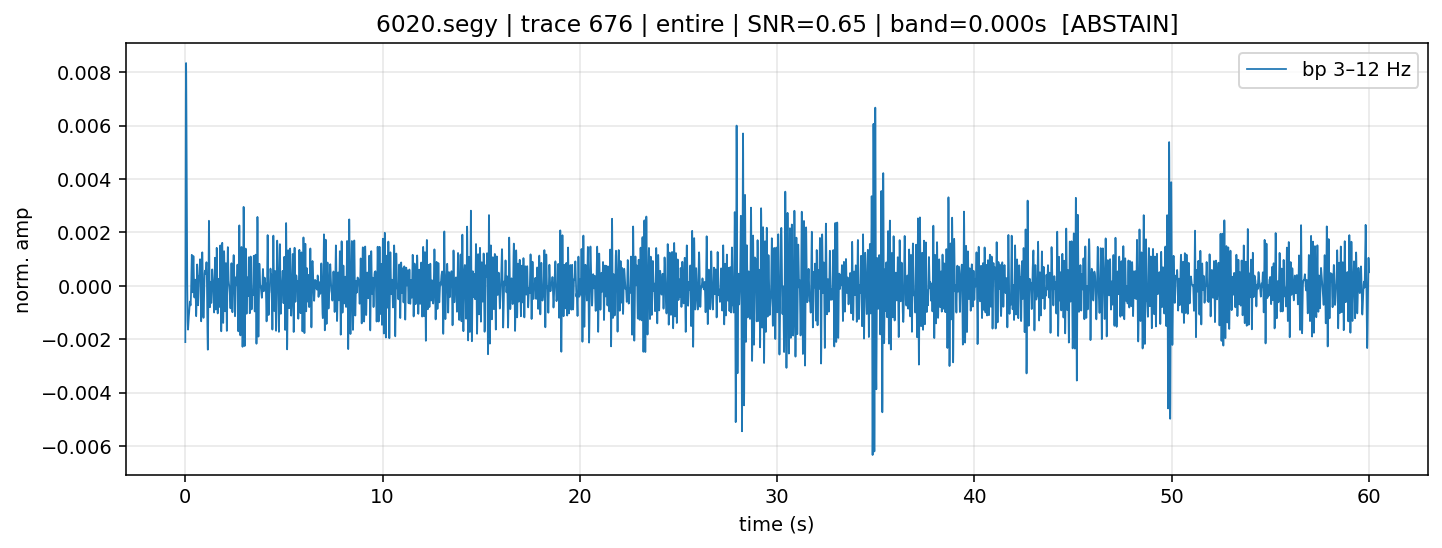 6020.segy | trace 676 | entire | SNR=0.65 | band=0.000s [ABSTAIN]
bp 3–12 Hz
norm. amp
0.008
0.006
0.004
0.002
0.000
−0.002
−0.004
−0.006
0 10 20 30 40 50 60
time (s)